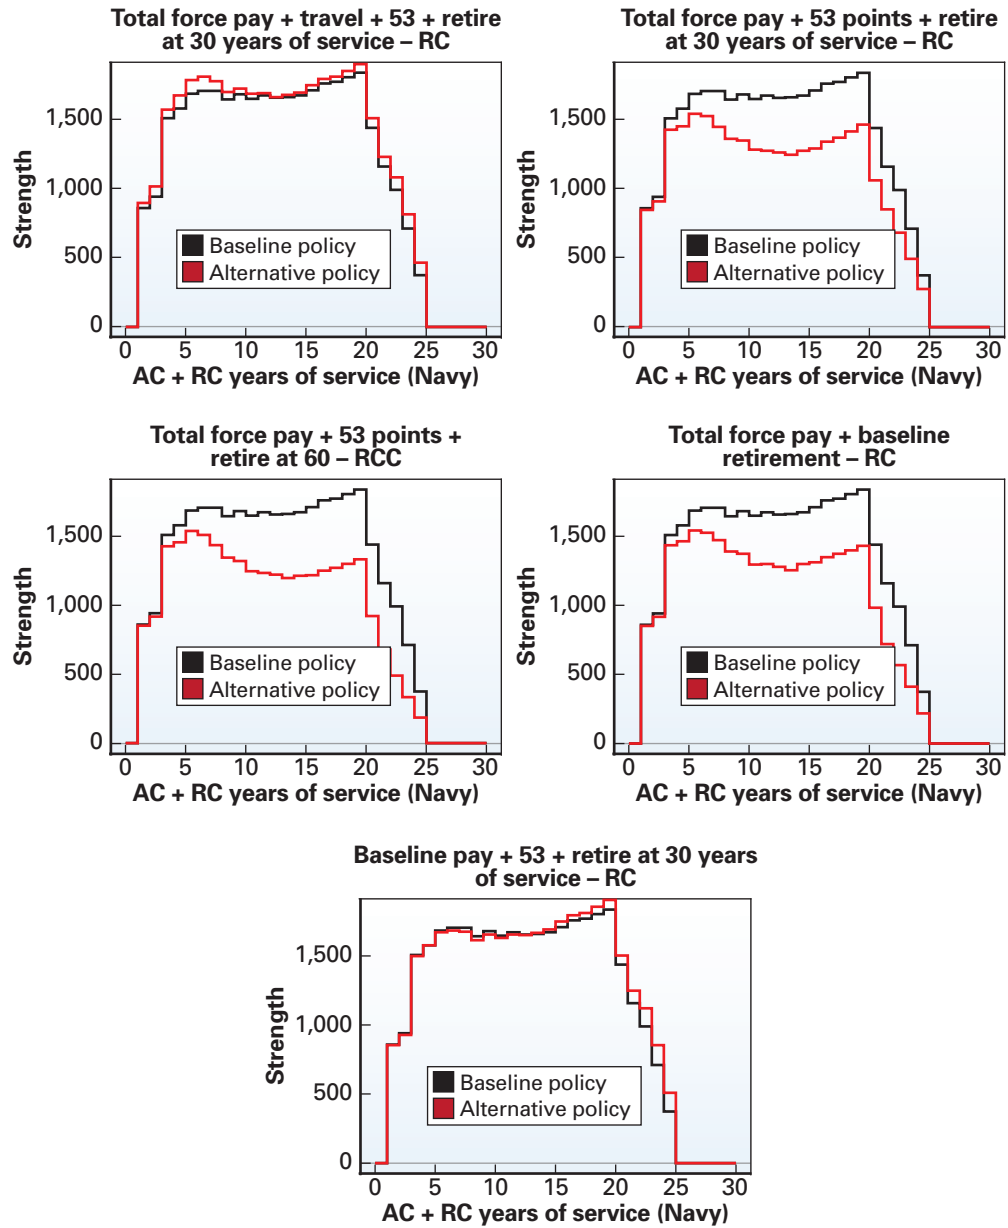 Total force pay + travel + 53 + retire
at 30 years of service – RC
1,500
1,000
500
0
Strength
Baseline policy
Alternative policy
0 5 10 15 20 25 30
AC + RC years of service (Navy)
Total force pay + 53 points + retire
at 30 years of service – RC
1,500
1,000
500
0
Strength
Baseline policy
Alternative policy
0 5 10 15 20 25 30
AC + RC years of service (Navy)
Total force pay + 53 points +
retire at 60 – RCC
1,500
1,000
500
0
Strength
Baseline policy
Alternative policy
0 5 10 15 20 25 30
AC + RC years of service (Navy)
Total force pay + baseline
retirement – RC
1,500
1,000
500
0
Strength
Baseline policy
Alternative policy
0 5 10 15 20 25 30
AC + RC years of service (Navy)
Baseline pay + 53 + retire at 30 years
of service – RC
1,500
1,000
500
0
Strength
Baseline policy
Alternative policy
0 5 10 15 20 25 30
AC + RC years of service (Navy)